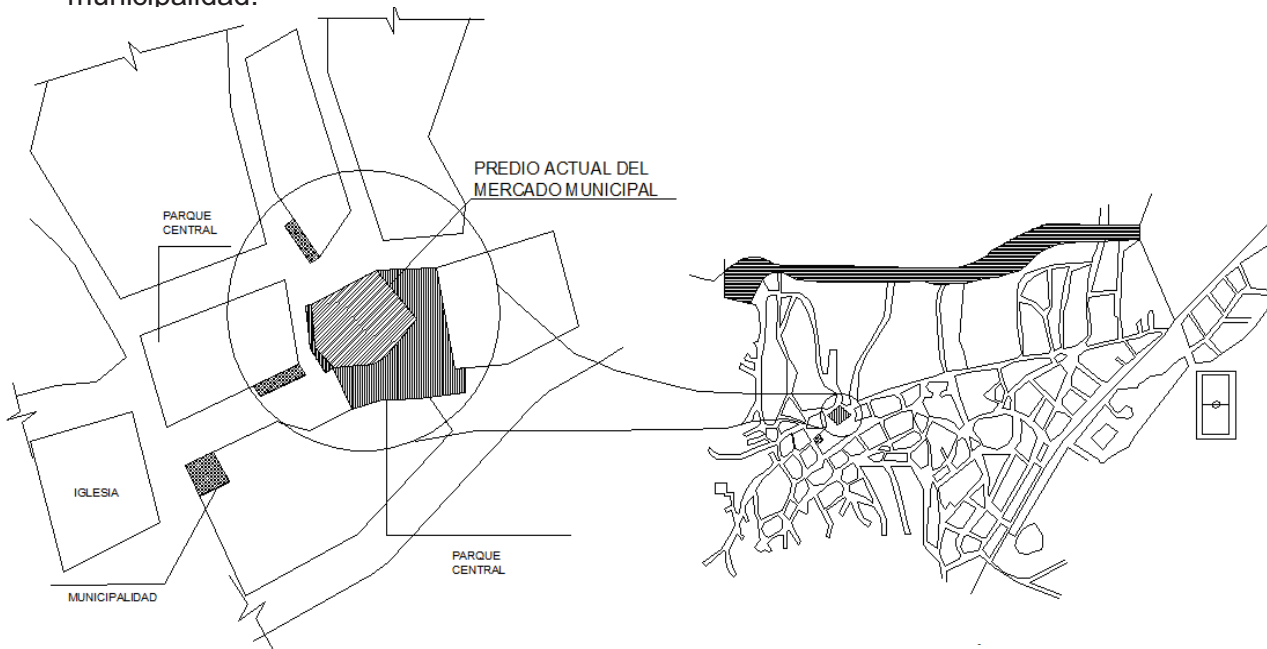 municipalidad.
PREDIO ACTUAL DEL
MERCADO MUNICIPAL
PARQUE
CENTRAL
IGLESIA
PARQUE
CENTRAL
MUNICIPALIDAD